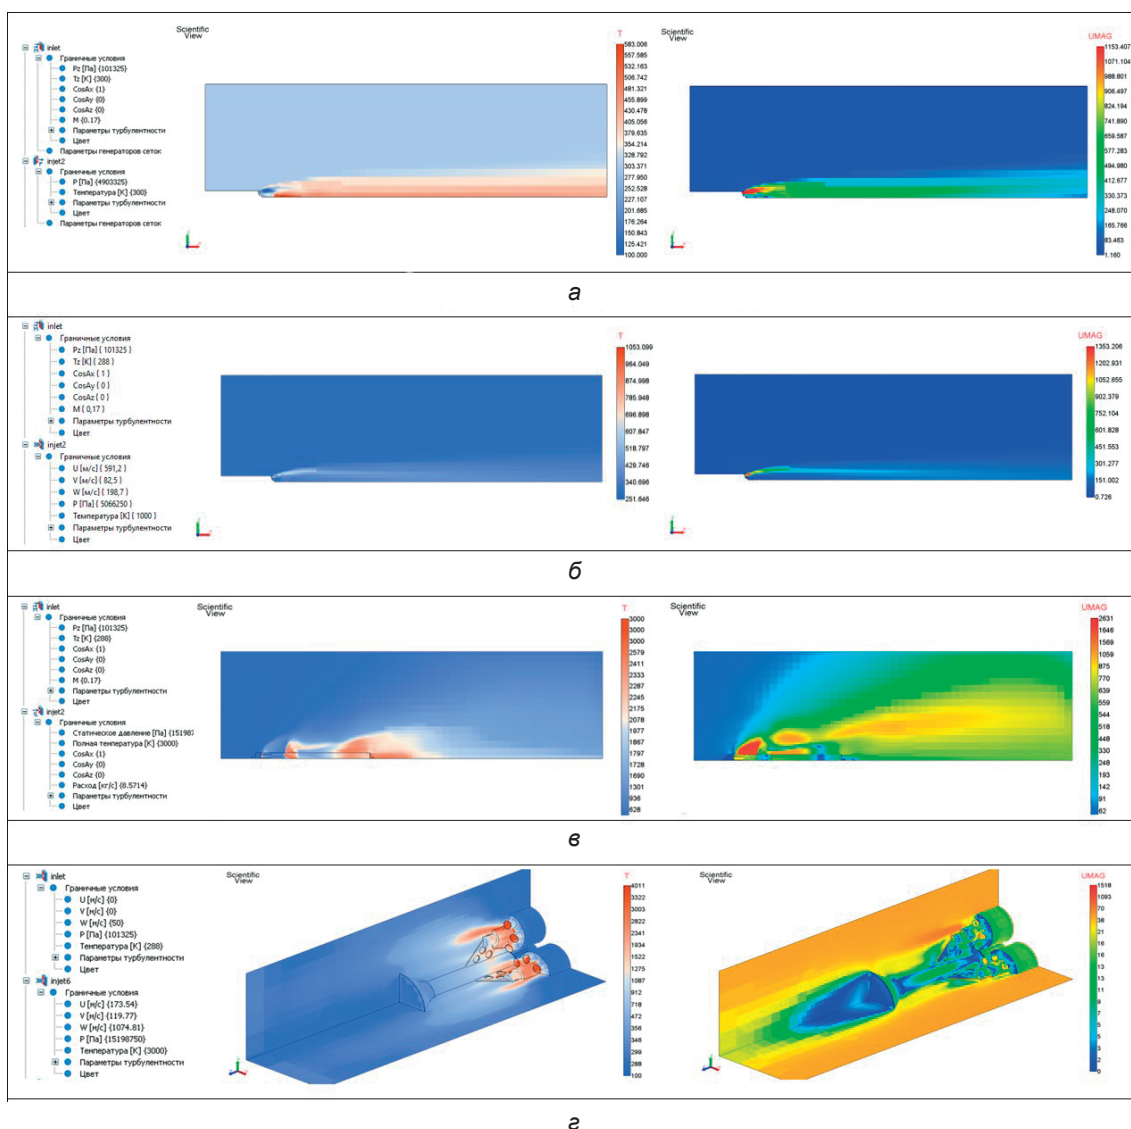 Scientific
View
inlet
Граничные условия
Pz [Па] {101325}
Tz [K] {300}
CosAx {1}
CosAy {0}
CosAz {0}
M {0.17}
Параметры турбулентности
Цвет
Параметры генераторов сеток
injet2
Граничные условия
P [Па] {4903325}
Температура [K] {300}
Параметры турбулентности
Цвет
Параметры генераторов сеток
T
583.006
557.585
532.163
506.742
481.321
455.899
430.478
405.056
379.635
354.214
328.792
303.371
277.950
252.528
227.107
201.685
176.264
150.843
125.421
100.000
Scientific
View
UMAG
1153.407
1071.104
988.801
906.497
824.194
741.890
659.587
577.283
494.980
412.677
330.373
248.070
165.766
83.463
1.160
а
inlet
Граничные условия
Pz [Па] { 101325 }
Tz [K] { 288 }
CosAx { 1 }
CosAy { 0 }
CosAz { 0 }
M { 0,17 }
Параметры турбулентности
Цвет
injet2
Граничные условия
U [м/с] { 591,2 }
V [м/с] { 82,5 }
W [м/с] { 198,7 }
P [Па] { 5066250 }
Температура [K] { 1000 }
Параметры турбулентности
Цвет
T
1053.099
964.049
874.998
785.948
696.898
607.847
518.797
429.746
340.696
251.646
UMAG
1353.206
1202.931
1052.655
902.379
752.104
601.828
451.553
301.277
151.002
0.726
б
inlet
Граничные условия
Pz [Па] {101325}
Tz [K] {288}
CosAx {1}
CosAy {0}
CosAz {0}
M {0.17}
Параметры турбулентности
Цвет
injet2
Граничные условия
Статическое давление [Па] {15198
Полная температура [K] {3000}
CosAx {1}
CosAy {0}
CosAz {0}
Расход [кг/с] {8.5714}
Параметры турбулентности
Цвет
Scientific
View
T
3000
3000
3000
2579
2411
2333
2287
2245
2175
2078
1991
1927
1867
1797
1728
1690
1301
936
628
Scientific
View
UMAG
2631
1646
1569
1059
875
770
639
559
544
518
448
330
248
193
142
91
62
в
inlet
Граничные условия
U [м/с] {0}
V [м/с] {0}
W [м/с] {50}
P [Па] {101325}
Температура [K] {288}
Параметры турбулентности
Цвет
injet6
Граничные условия
U [м/с] {173.54}
V [м/с] {119.77}
W [м/с] {1074.81}
P [Па] {15198750}
Температура [K] {3000}
Параметры турбулентности
Цвет
Scientific
View
T
4011
3322
3003
2822
2341
1934
1522
1275
1087
912
718
472
356
346
299
288
100
Scientific
View
UMAG
1518
1093
70
38
26
21
16
16
13
13
11
9
7
5
3
2
0
г